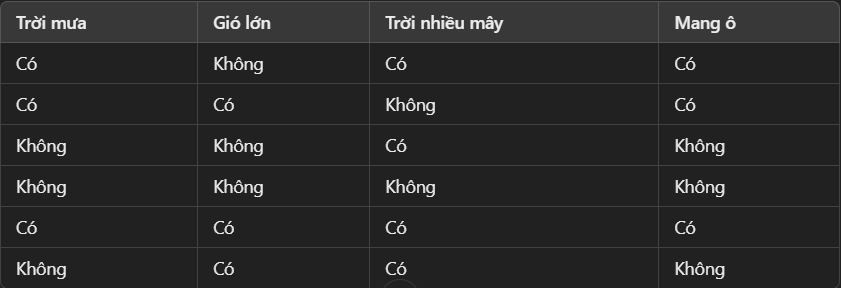 Trời mưa Gió lớn Trời nhiều mây Mang ô
Có Không Có Có
Có Có Không Có
Không Không Có Không
Không Không Không Không
Có Có Có Có
Không Có Có Không